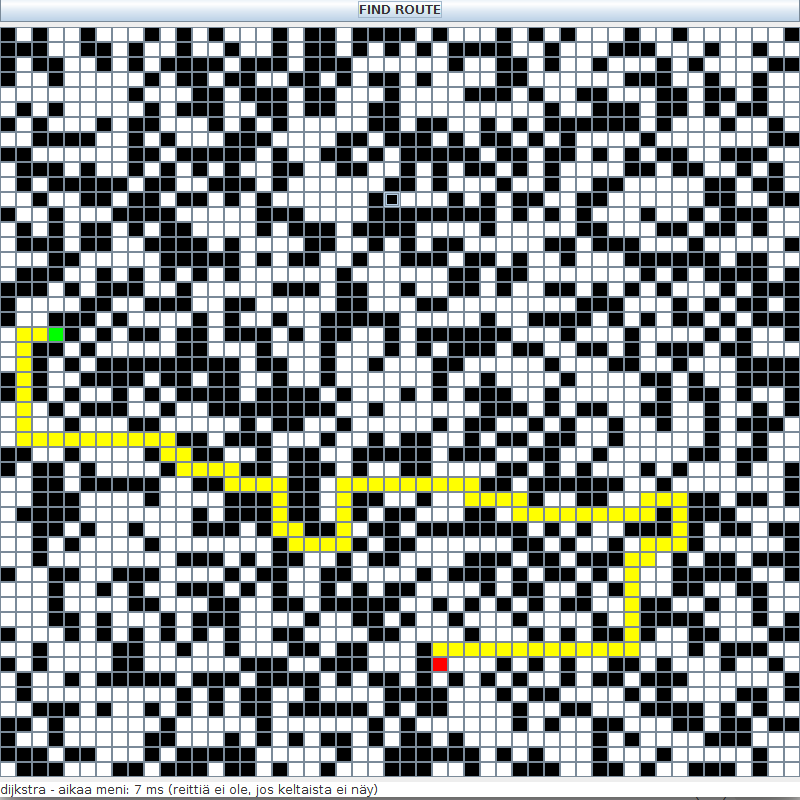 FIND ROUTE
dijkstra - aikaa meni: 7 ms (reittiä ei ole, jos keltaista ei näy)